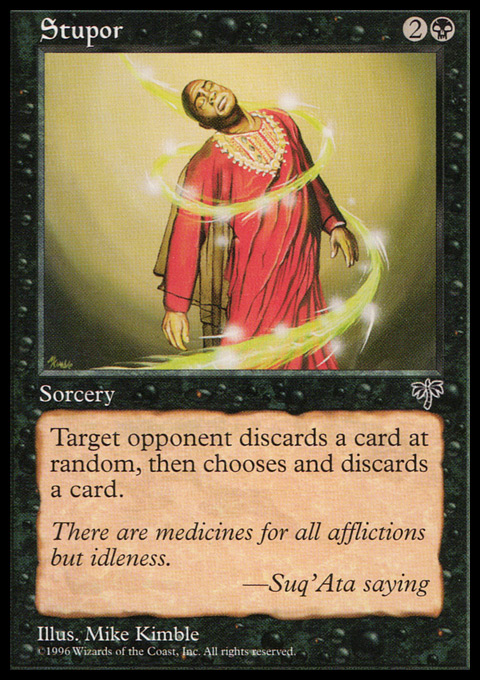 Stupor 2
Sorcery
Target opponent discards a card at
random, then chooses and discards
a card.
There are medicines for all afflictions
but idleness.
—Suq'Ata saying
Illus. Mike Kimble
©1996 Wizards of the Coast, Inc. All rights reserved.